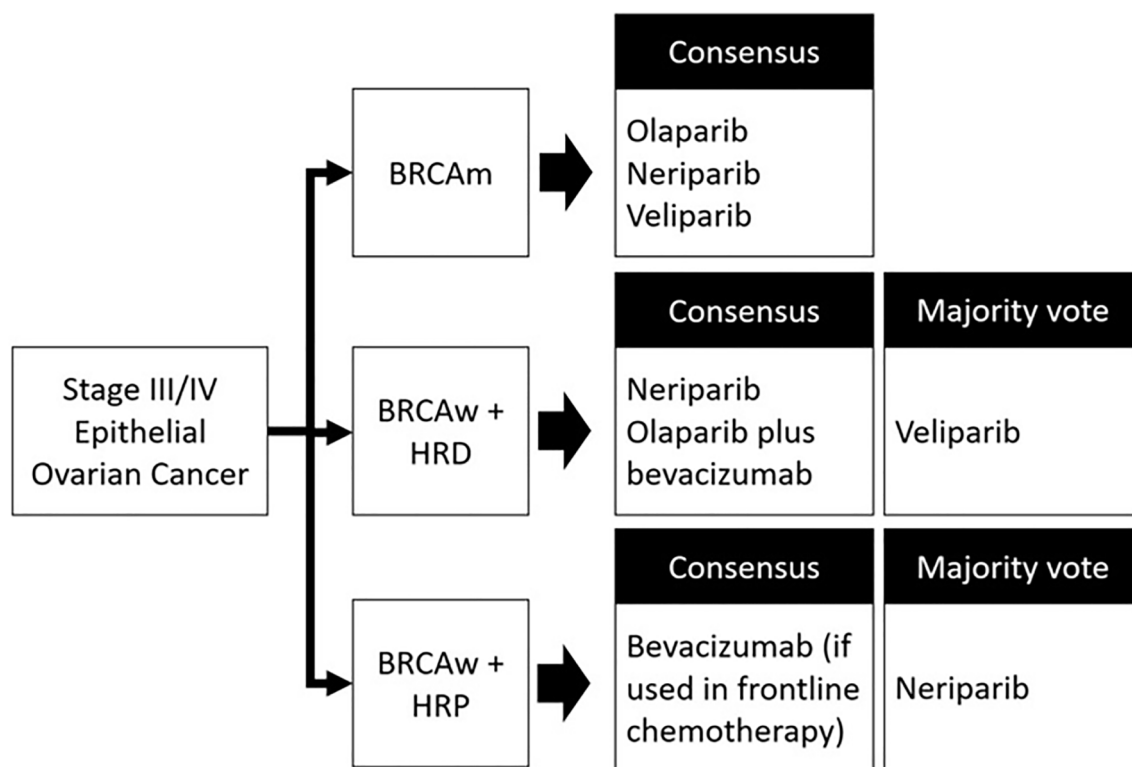 Stage III/IV
Epithelial
Ovarian Cancer
BRCAm
Consensus
Olaparib
Neriparib
Veliparib
BRCAw +
HRD
Consensus
Neriparib
Olaparib plus
bevacizumab
Majority vote
Veliparib
BRCAw +
HRP
Consensus
Bevacizumab (if
used in frontline
chemotherapy)
Majority vote
Neriparib